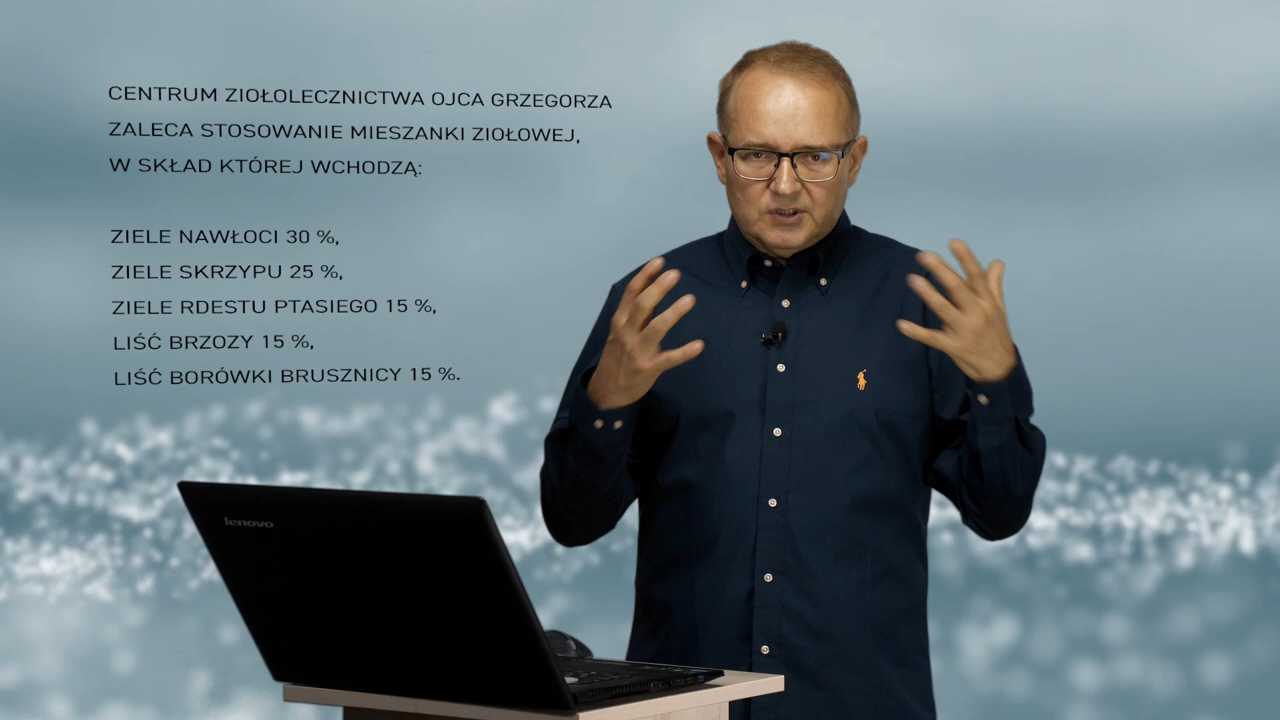 CENTRUM ZIOŁOLECZNICTWA OJCA GRZEGORZA
ZALECA STOSOWANIE MIESZANKI ZIOŁOWEJ,
W SKŁAD KTÓREJ WCHODZĄ:
ZIELE NAWŁOCI 30 %,
ZIELE SKRZYPU 25 %,
ZIELE RDESTU PTASIEGO 15 %,
LIŚĆ BRZOZY 15 %,
LIŚĆ BORÓWKI BRUSZNICY 15 %.
lenovo